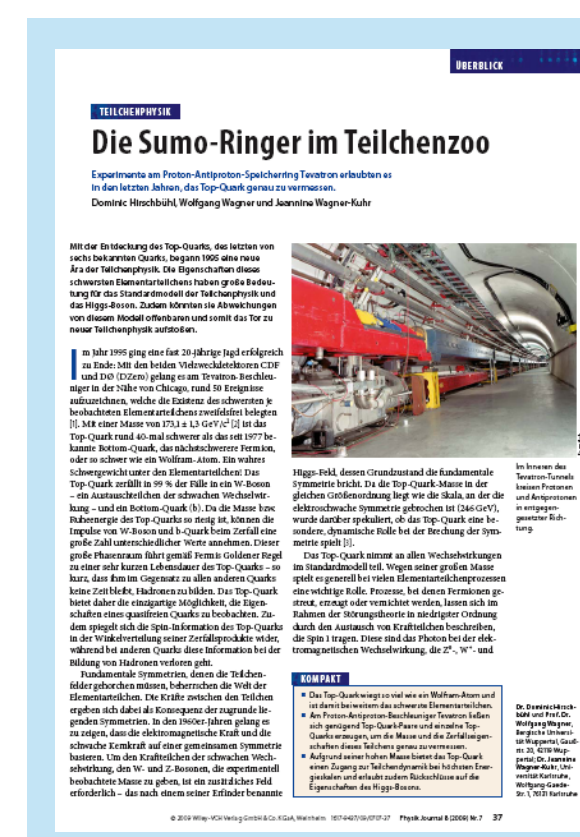 ÜBERBLICK
TEILCHENPHYSIK
Die Sumo-Ringer im Teilchenzoo
Experimente am Proton-Antiproton-Speicherring Tevatron erlaubten es
in den letzten Jahren, das Top-Quark genau zu vermessen.
Dominic Hirschbühl, Wolfgang Wagner und Jeannine Wagner-Kuhr
Mit der Entdeckung des Top-Quarks, des letzten von
sechs bekannten Quarks, begann 1995 eine neue
Ära der Teilchenphysik. Die Eigenschaften dieses
schwersten Elementarteilchens haben große Bedeu-
tung für das Standardmodell der Teilchenphysik und
das Higgs-Boson. Zudem könnten sie Abweichungen
von diesem Modell offenbaren und somit das Tor zu
neuer Teilchenphysik aufstoßen.
Im Jahr 1995 ging eine fast 20-jährige Jagd erfolgreich
zu Ende: Mit den beiden Vielzweckdetektoren CDF
und DØ (DZero) gelang es am Tevatron-Beschleu-
niger in der Nähe von Chicago, rund 50 Ereignisse
aufzuzeichnen, welche die Existenz des schwersten je
beobachteten Elementarteilchens zweifelsfrei belegten
[1]. Mit einer Masse von 173,1 ± 1,3 GeV/c² [2] ist das
Top-Quark rund 40-mal schwerer als das seit 1977 be-
kannte Bottom-Quark, das nächstschwerere Fermion,
oder so schwer wie ein Wolfram-Atom. Ein wahres
Schwergewicht unter den Elementarteilchen! Das
Top-Quark zerfällt in 99 % der Fälle in ein W-Boson
– ein Austauschteilchen der schwachen Wechselwir-
kung – und ein Bottom-Quark (b). Da die Masse bzw.
Ruheenergie des Top-Quarks so riesig ist, können die
Impulse von W-Boson und b-Quark beim Zerfall eine
große Zahl unterschiedlicher Werte annehmen. Dieser
große Phasenraum führt gemäß Fermis Goldener Regel
zu einer sehr kurzen Lebensdauer des Top-Quarks – so
kurz, dass ihm im Gegensatz zu allen anderen Quarks
keine Zeit bleibt, Hadronen zu bilden. Das Top-Quark
bietet daher die einzigartige Möglichkeit, die Eigen-
schaften eines quasifreien Quarks zu beobachten. Zu-
dem spiegelt sich die Spin-Information des Top-Quarks
in der Winkelverteilung seiner Zerfallsprodukte wider,
während bei anderen Quarks diese Information bei der
Bildung von Hadronen verloren geht.
Fundamentale Symmetrien, denen die Teilchen-
felder gehorchen müssen, beherrschen die Welt der
Elementarteilchen. Die Kräfte zwischen den Teilchen
ergeben sich dabei als Konsequenz der zugrunde lie-
genden Symmetrien. In den 1960er-Jahren gelang es
zu zeigen, dass die elektromagnetische Kraft und die
schwache Kernkraft auf einer gemeinsamen Symmetrie
basieren. Um den Kraftteilchen der schwachen Wech-
selwirkung, den W- und Z-Bosonen, die experimentell
beobachtete Masse zu geben, ist ein zusätzliches Feld
erforderlich – das nach einem seiner Erfinder benannte
Higgs-Feld, dessen Grundzustand die fundamentale
Symmetrie bricht. Da die Top-Quark-Masse in der
gleichen Größenordnung liegt wie die Skala, an der die
elektroschwache Symmetrie gebrochen ist (246 GeV),
wurde darüber spekuliert, ob das Top-Quark eine be-
sondere, dynamische Rolle bei der Brechung der Sym-
metrie spielt [3].
Das Top-Quark nimmt an allen Wechselwirkungen
im Standardmodell teil. Wegen seiner großen Masse
spielt es generell bei vielen Elementarteilchenprozessen
eine wichtige Rolle. Prozesse, bei denen Fermionen ge-
streut, erzeugt oder vernichtet werden, lassen sich im
Rahmen der Störungstheorie in niedrigster Ordnung
durch den Austausch von Kraftteilchen beschreiben,
die Spin 1 tragen. Diese sind das Photon bei der elek-
tromagnetischen Wechselwirkung, die Z⁰-, W⁺- und
Im Inneren des
Tevatron-Tunnels
kreisen Protonen
und Antiprotonen
in entgegen-
gesetzter Rich-
tung.
KOMPAKT
■ Das Top-Quark wiegt so viel wie ein Wolfram-Atom und
ist damit bei weitem das schwerste Elementarteilchen.
■ Am Proton-Antiproton-Beschleuniger Tevatron ließen
sich genügend Top-Quark-Paare und einzelne Top-
Quarks erzeugen, um die Masse und die Zerfallseigen-
schaften dieses Teilchens genau zu vermessen.
■ Aufgrund seiner hohen Masse bietet das Top-Quark
einen Zugang zur Teilchendynamik bei höchsten Ener-
gieskalen und erlaubt zudem Rückschlüsse auf die
Eigenschaften des Higgs-Bosons.
Dr. Dominic Hirsch-
bühl und Prof. Dr.
Wolfgang Wagner,
Bergische Universi-
tät Wuppertal, Gauß-
str. 20, 42119 Wup-
pertal; Dr. Jeannine
Wagner-Kuhr, Uni-
versität Karlsruhe,
Wolfgang-Gaede-
Str. 1, 76131 Karlsruhe
© 2009 Wiley-VCH Verlag GmbH & Co. KGaA, Weinheim 1617-9437/09/0707-37 Physik Journal 8 (2009) Nr. 7 37